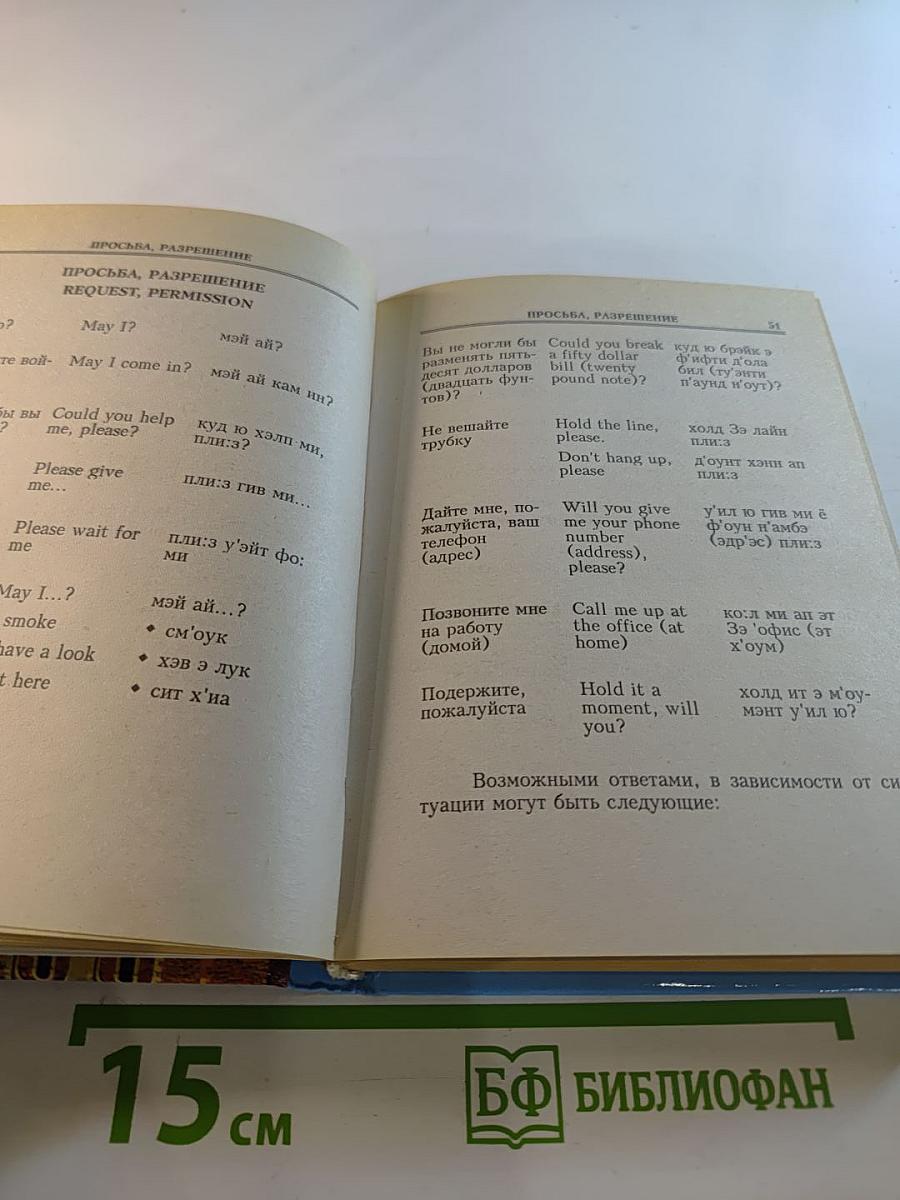 ПРОСЬБА, РАЗРЕШЕНИЕ
ПРОСЬБА, РАЗРЕШЕНИЕ
REQUEST, PERMISSION
о?
May I?
мэй ай?
те вой-
May I come in?
мэй ай кам ин?
бы вы
?
Could you help
me, please?
куд ю хэлп ми,
пли:з?
Please give
me...
пли:з гив ми...
Please wait for
me
пли:з у'эйт фо:
ми
May I...?
мэй ай...?
smoke
♦ см'оук
have a look
♦ хэв э лук
t here
♦ сит х'иа
ПРОСЬБА, РАЗРЕШЕНИЕ
51
Вы не могли бы
разменять пять-
десят долларов
(двадцать фун-
тов)?
Could you break
a fifty dollar
bill (twenty
pound note)?
куд ю брэйк э
ф'ифти д'ола
бил (ту'энти
п'аунд н'оут)?
Не вешайте
трубку
Hold the line,
please.
холд Зэ лайн
пли:з
Don't hang up,
please
д'оунт хэнн ап
пли:з
Дайте мне, по-
жалуйста, ваш
телефон
(адрес)
Will you give
me your phone
number
(address),
please?
у'ил ю гив ми ё
ф'оун н'амбэ
(эдр'эс) пли:з
Позвоните мне
на работу
(домой)
Call me up at
the office (at
home)
ко:л ми ап эт
Зэ 'офис (эт
х'оум)
Подержите,
пожалуйста
Hold it a
moment, will
you?
холд ит э м'оу-
мэнт у'ил ю?
Возможными ответами, в зависимости от си
туации могут быть следующие:
15 см
БФ БИБЛИОФАН